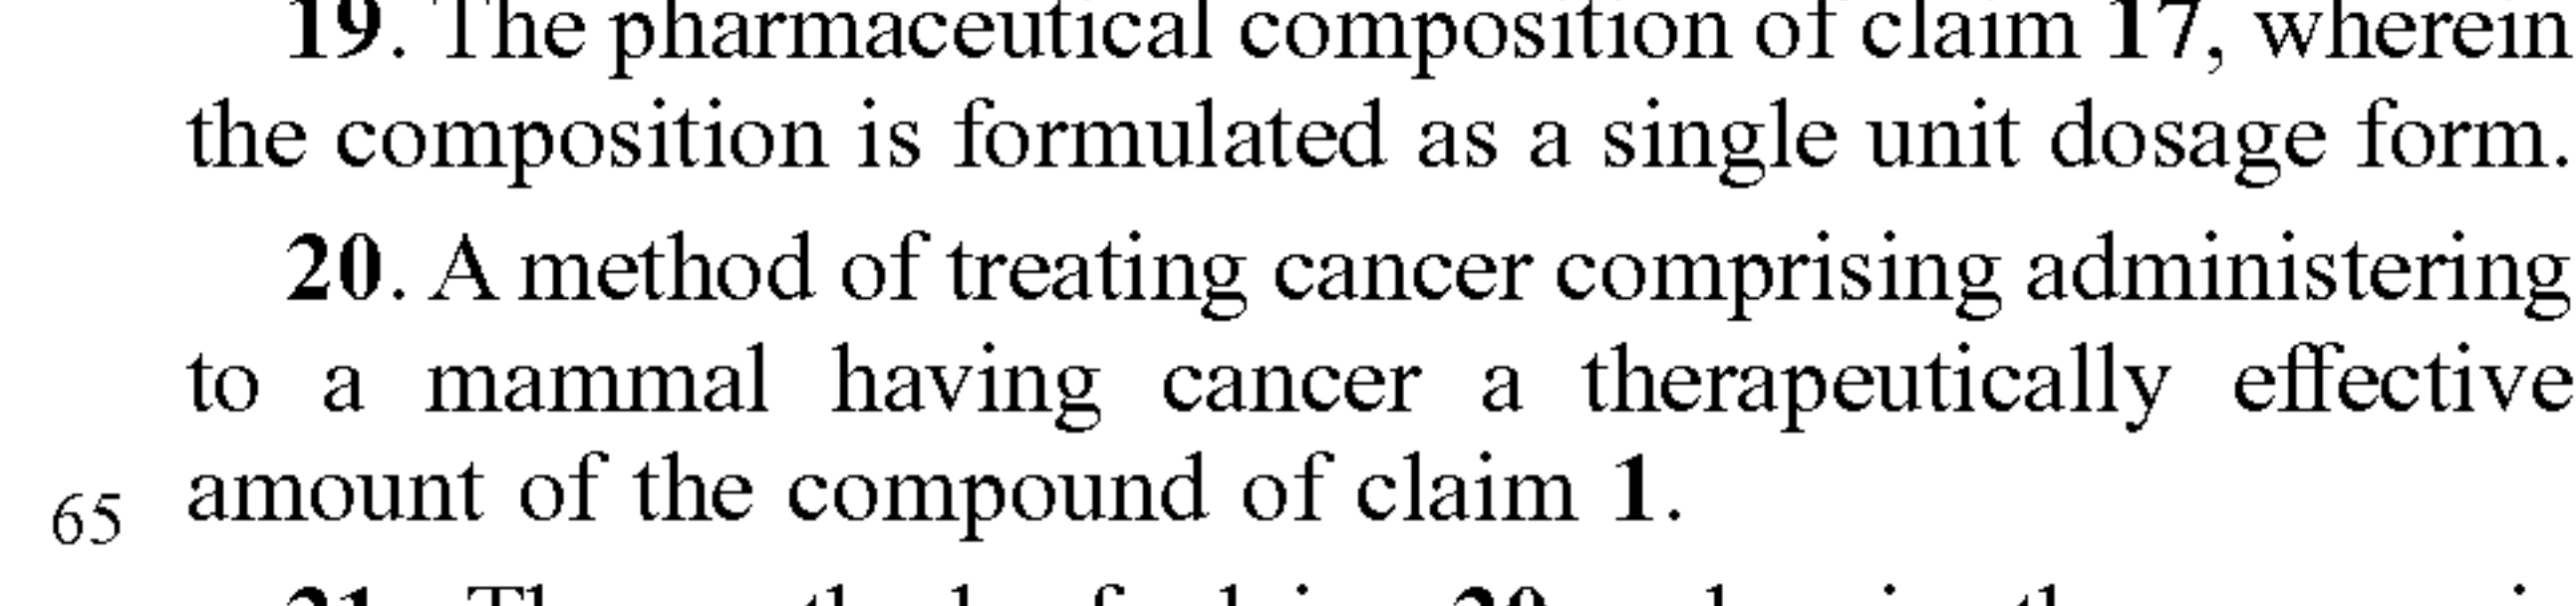 19. The pharmaceutical composition of claim 17, wherein
the composition is formulated as a single unit dosage form.
20. A method of treating cancer comprising administering
to a mammal having cancer a therapeutically effective
65 amount of the compound of claim 1.